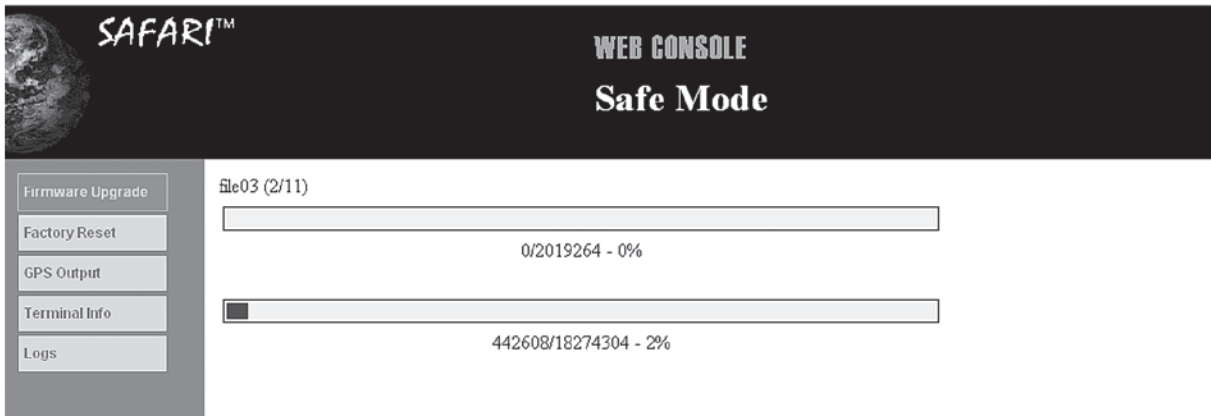 SAFARI™
WEB CONSOLE
Safe Mode
Firmware Upgrade
Factory Reset
GPS Output
Terminal Info
Logs
file03 (2/11)
0/2019264 - 0%
442608/18274304 - 2%